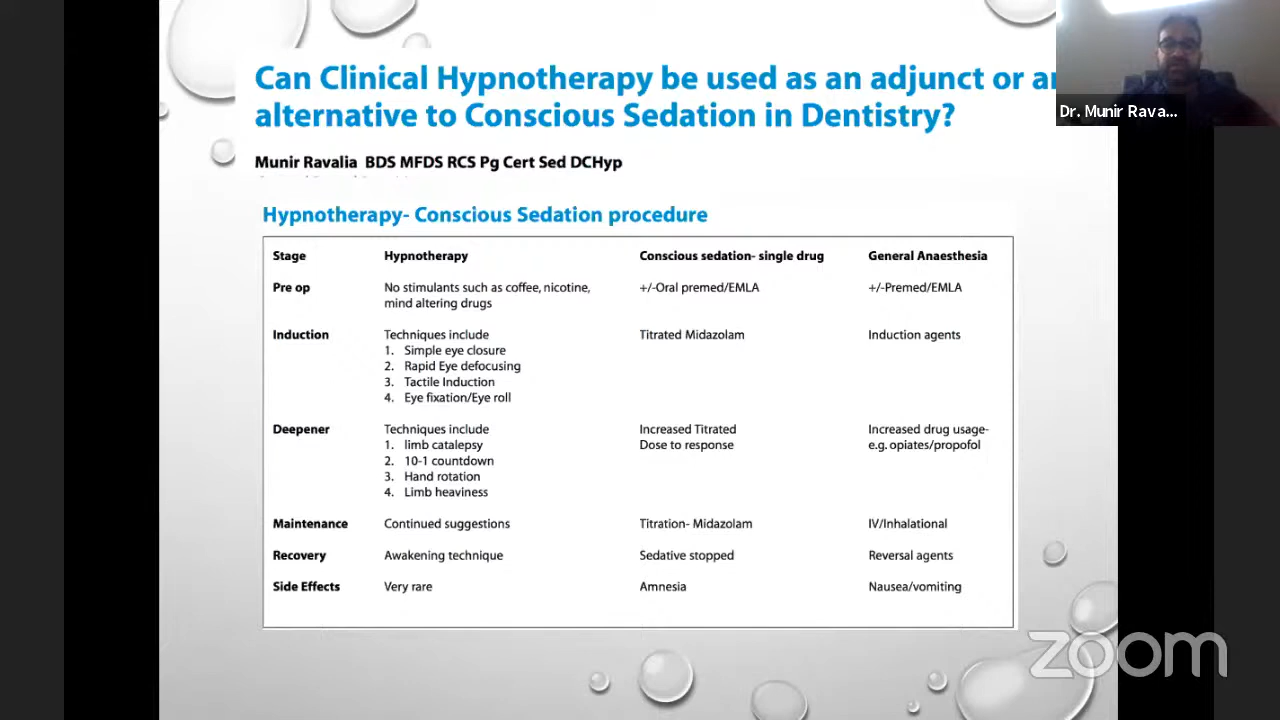 Can Clinical Hypnotherapy be used as an adjunct or an
alternative to Conscious Sedation in Dentistry?
Dr. Munir Rava...
Munir Ravalia BDS MFDS RCS Pg Cert Sed DCHyp
Hypnotherapy- Conscious Sedation procedure
Stage Hypnotherapy Conscious sedation- single drug General Anaesthesia
Pre op No stimulants such as coffee, nicotine, +/-Oral premed/EMLA +/-Premed/EMLA
mind altering drugs
Induction Techniques include Titrated Midazolam Induction agents
1. Simple eye closure
2. Rapid Eye defocusing
3. Tactile Induction
4. Eye fixation/Eye roll
Deepener Techniques include Increased Titrated Increased drug usage-
1. limb catalepsy Dose to response e.g. opiates/propofol
2. 10-1 countdown
3. Hand rotation
4. Limb heaviness
Maintenance Continued suggestions Titration- Midazolam IV/Inhalational
Recovery Awakening technique Sedative stopped Reversal agents
Side Effects Very rare Amnesia Nausea/vomiting
zoom